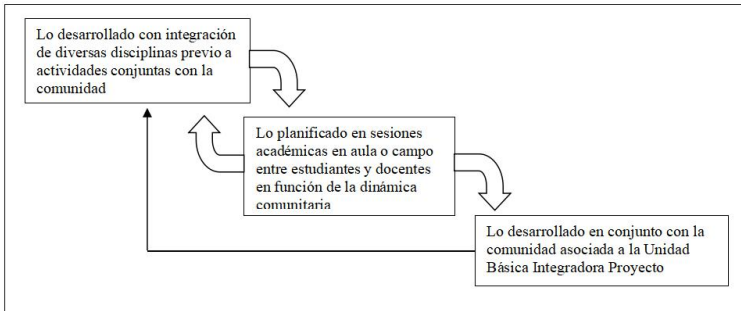 Lo desarrollado con integración
de diversas disciplinas previo a
actividades conjuntas con la
comunidad
Lo planificado en sesiones
académicas en aula o campo
entre estudiantes y docentes
en función de la dinámica
comunitaria
Lo desarrollado en conjunto con la
comunidad asociada a la Unidad
Básica Integradora Proyecto